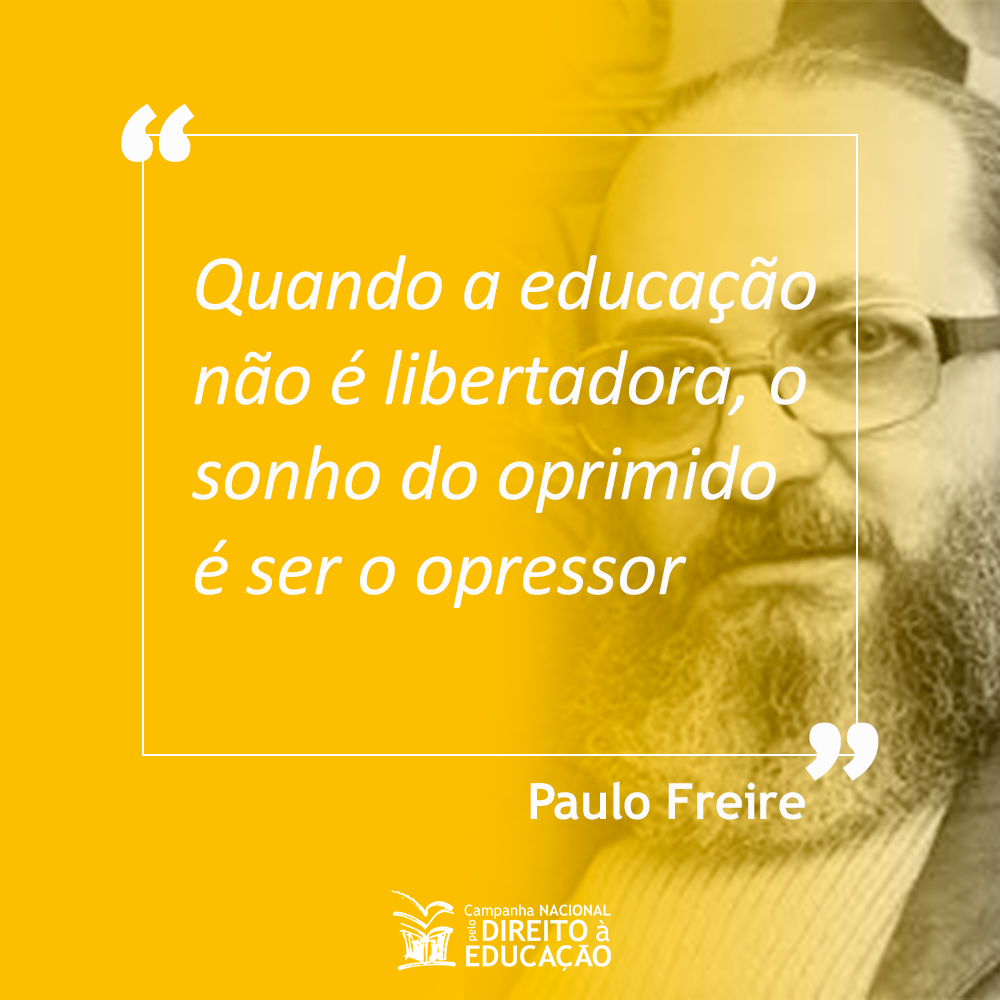 “
Quando a educação
não é libertadora, o
sonho do oprimido
é ser o opressor
”
Paulo Freire
Campanha NACIONAL
pelo DIREITO à
EDUCAÇÃO